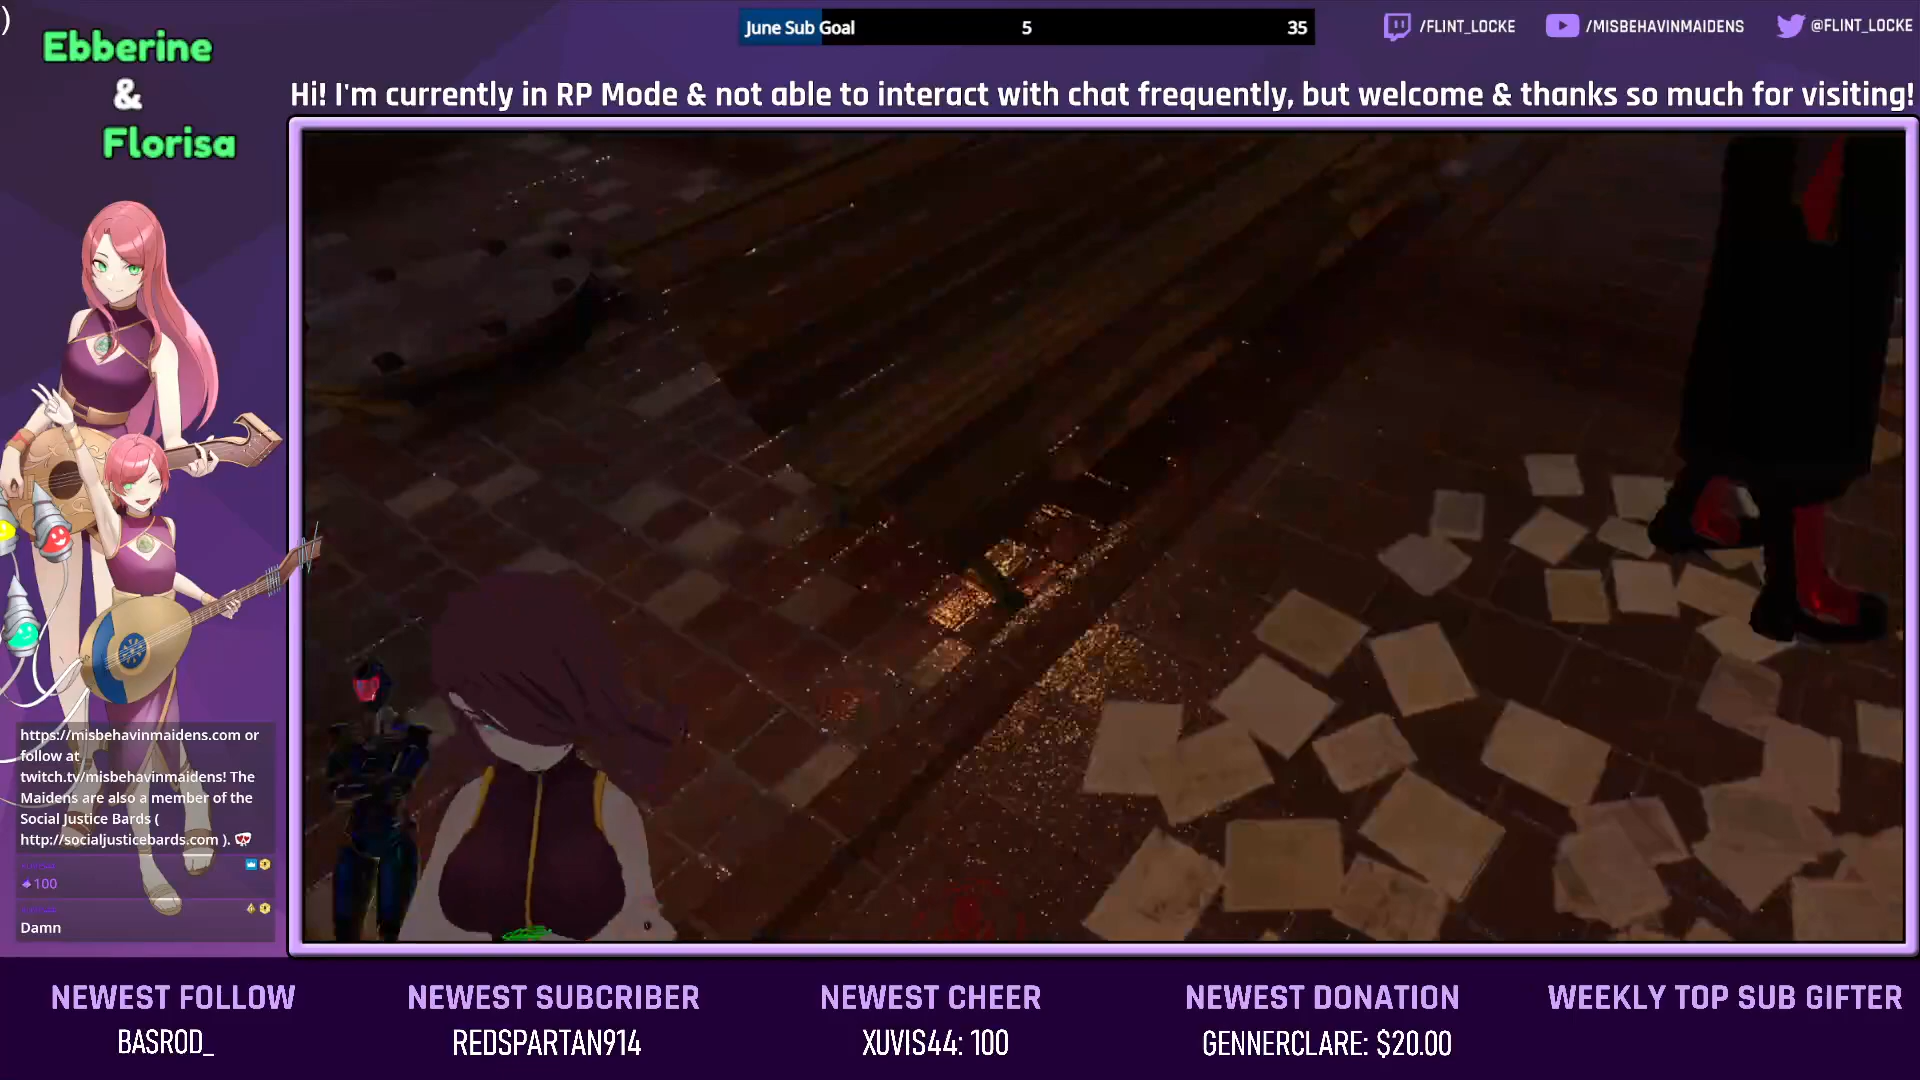 )
Ebberine
&
Florisa
June Sub Goal 5 35
/FLINT_LOCKE
/MISBEHAVINMAIDENS
@FLINT_LOCKE
Hi! I'm currently in RP Mode & not able to interact with chat frequently, but welcome & thanks so much for visiting!
https://misbehavinmaidens.com or
follow at
twitch.tv/misbehavinmaidens! The
Maidens are also a member of the
Social Justice Bards (
http://socialjusticebards.com ).
100
Damn
NEWEST FOLLOW
BASROD_
NEWEST SUBCRIBER
REDSPARTAN914
NEWEST CHEER
XUVIS44: 100
NEWEST DONATION
GENNERCLARE: $20.00
WEEKLY TOP SUB GIFTER